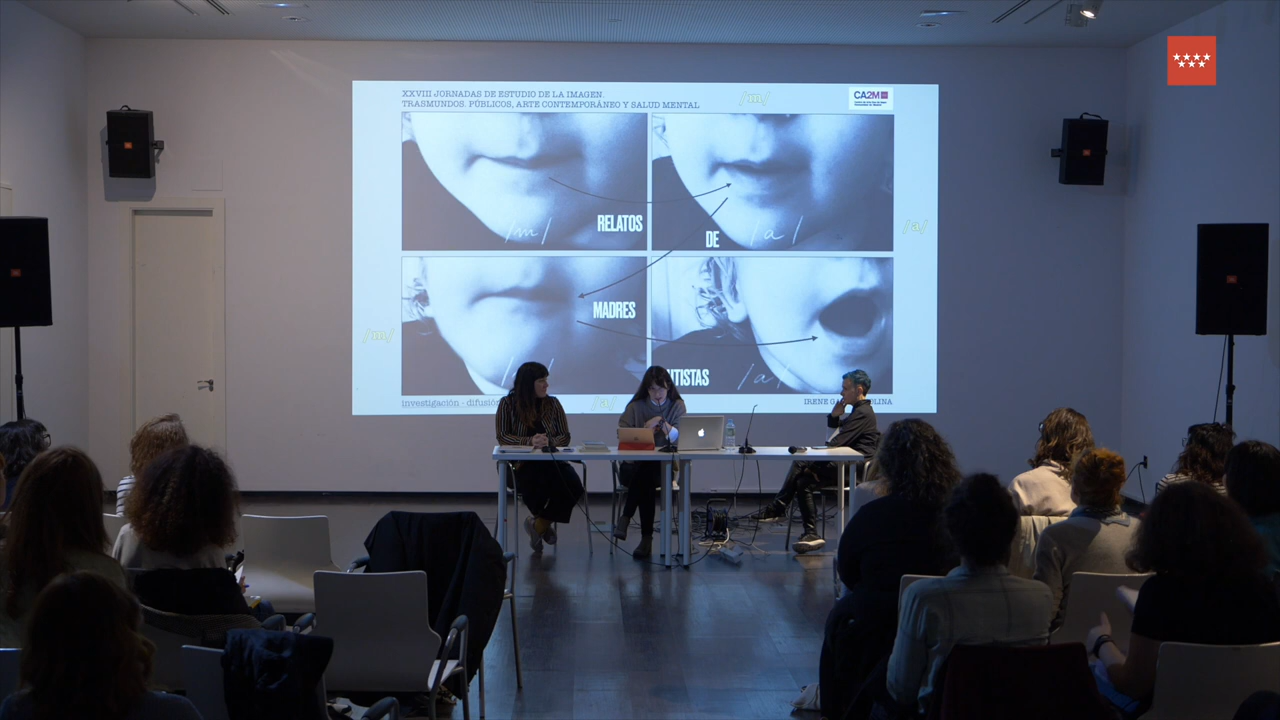 XXVIII JORNADAS DE ESTUDIO DE LA IMAGEN.
TRASMUNDOS. PÚBLICOS, ARTE CONTEMPORÁNEO Y SALUD MENTAL
/m/
CA2M
/m/
RELATOS
DE
/a/
/a/
MADRES
/m/
/a/
/a/
investigación - difusión
IRENE